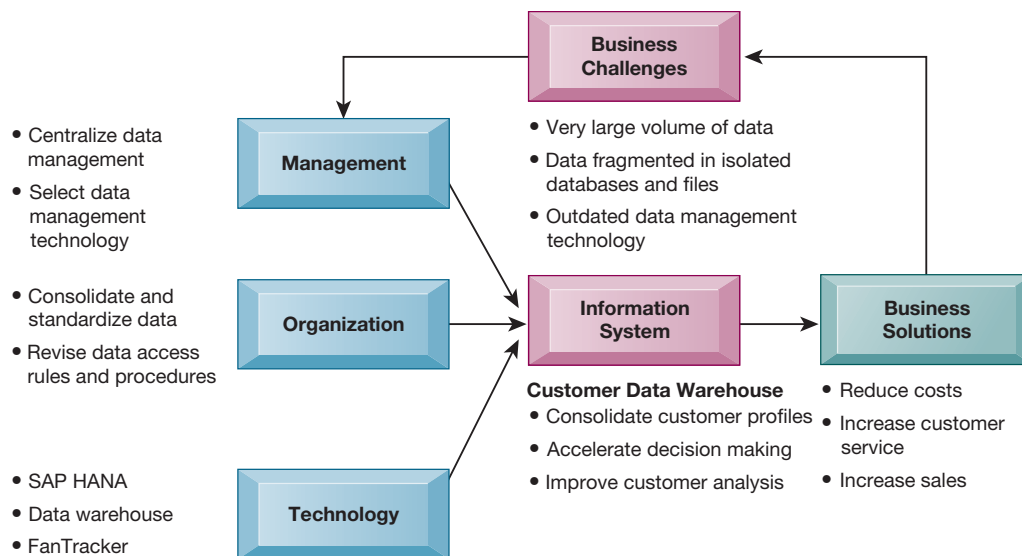 Business
Challenges
• Very large volume of data
• Data fragmented in isolated
databases and files
• Outdated data management
technology
• Centralize data
management
• Select data
management
technology
Management
• Consolidate and
standardize data
• Revise data access
rules and procedures
Organization
Information
System
Customer Data Warehouse
• Consolidate customer profiles
• Accelerate decision making
• Improve customer analysis
Business
Solutions
• Reduce costs
• Increase customer
service
• Increase sales
• SAP HANA
• Data warehouse
• FanTracker
Technology